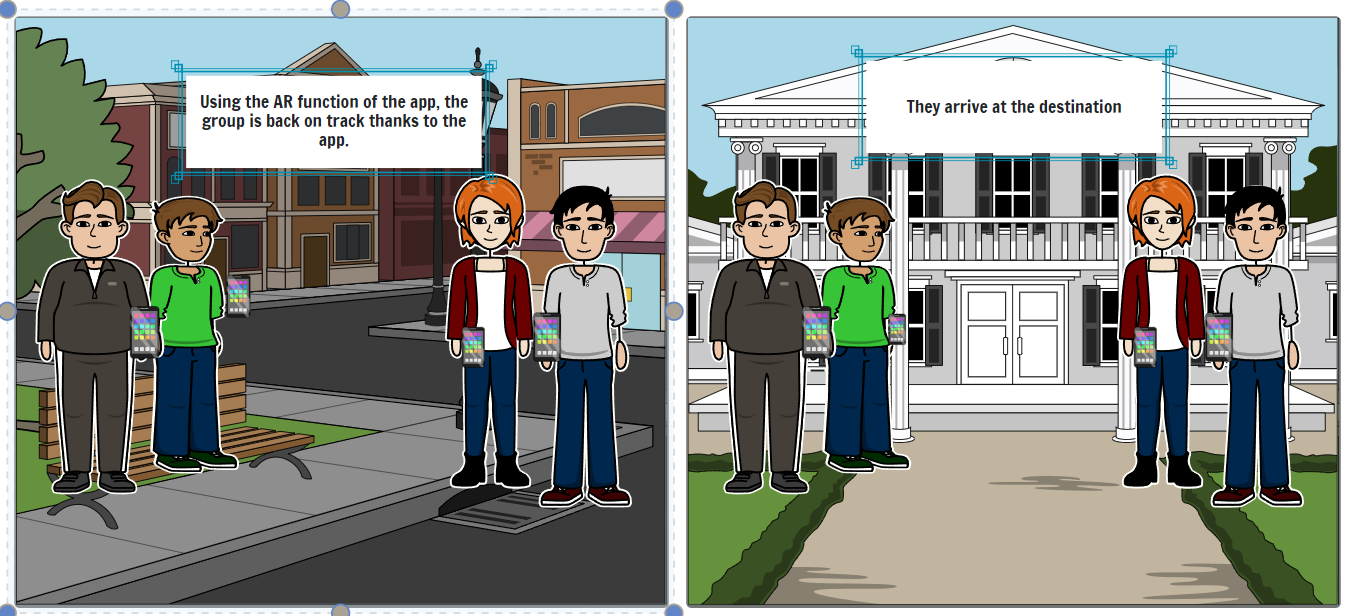 Using the AR function of the app, the
group is back on track thanks to the
app.
They arrive at the destination